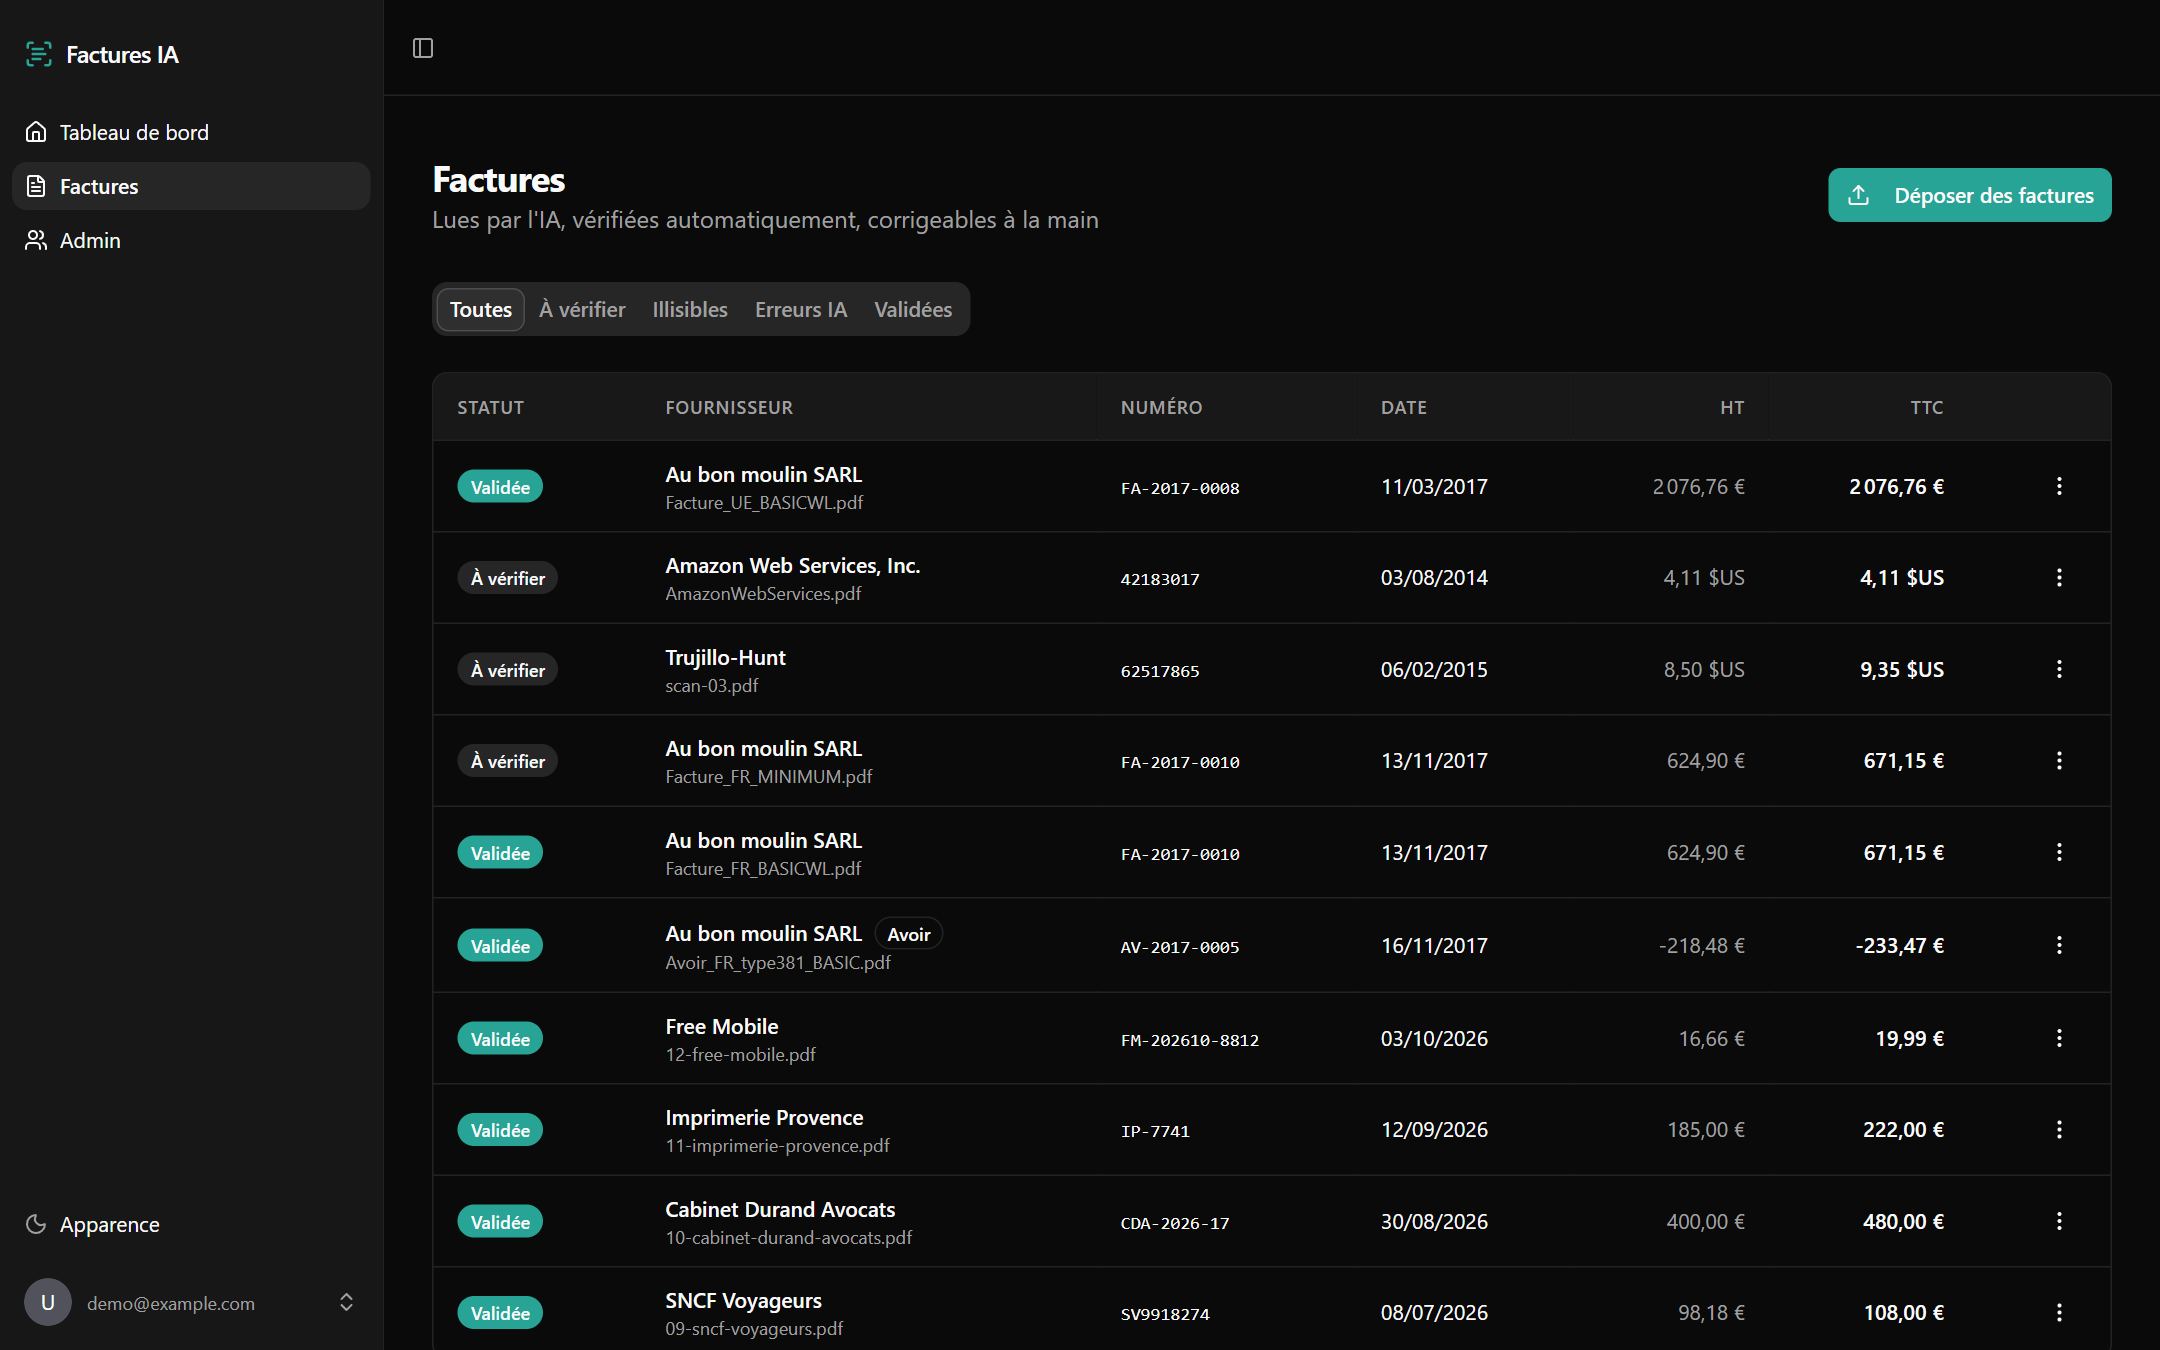 Factures IA
Tableau de bord
Factures
Admin
Apparence
U demo@example.com
Factures
Lues par l'IA, vérifiées automatiquement, corrigeables à la main
Déposer des factures
Toutes À vérifier Illisibles Erreurs IA Validées
STATUT FOURNISSEUR NUMÉRO DATE HT TTC
Validée Au bon moulin SARL FA-2017-0008 11/03/2017 2 076,76 € 2 076,76 €
Facture_UE_BASICWL.pdf
À vérifier Amazon Web Services, Inc. 42183017 03/08/2014 4,11 $US 4,11 $US
AmazonWebServices.pdf
À vérifier Trujillo-Hunt 62517865 06/02/2015 8,50 $US 9,35 $US
scan-03.pdf
À vérifier Au bon moulin SARL FA-2017-0010 13/11/2017 624,90 € 671,15 €
Facture_FR_MINIMUM.pdf
Validée Au bon moulin SARL FA-2017-0010 13/11/2017 624,90 € 671,15 €
Facture_FR_BASICWL.pdf
Validée Au bon moulin SARL Avoir AV-2017-0005 16/11/2017 -218,48 € -233,47 €
Avoir_FR_type381_BASIC.pdf
Validée Free Mobile FM-202610-8812 03/10/2026 16,66 € 19,99 €
12-free-mobile.pdf
Validée Imprimerie Provence IP-7741 12/09/2026 185,00 € 222,00 €
11-imprimerie-provence.pdf
Validée Cabinet Durand Avocats CDA-2026-17 30/08/2026 400,00 € 480,00 €
10-cabinet-durand-avocats.pdf
Validée SNCF Voyageurs SV9918274 08/07/2026 98,18 € 108,00 €
09-sncf-voyageurs.pdf